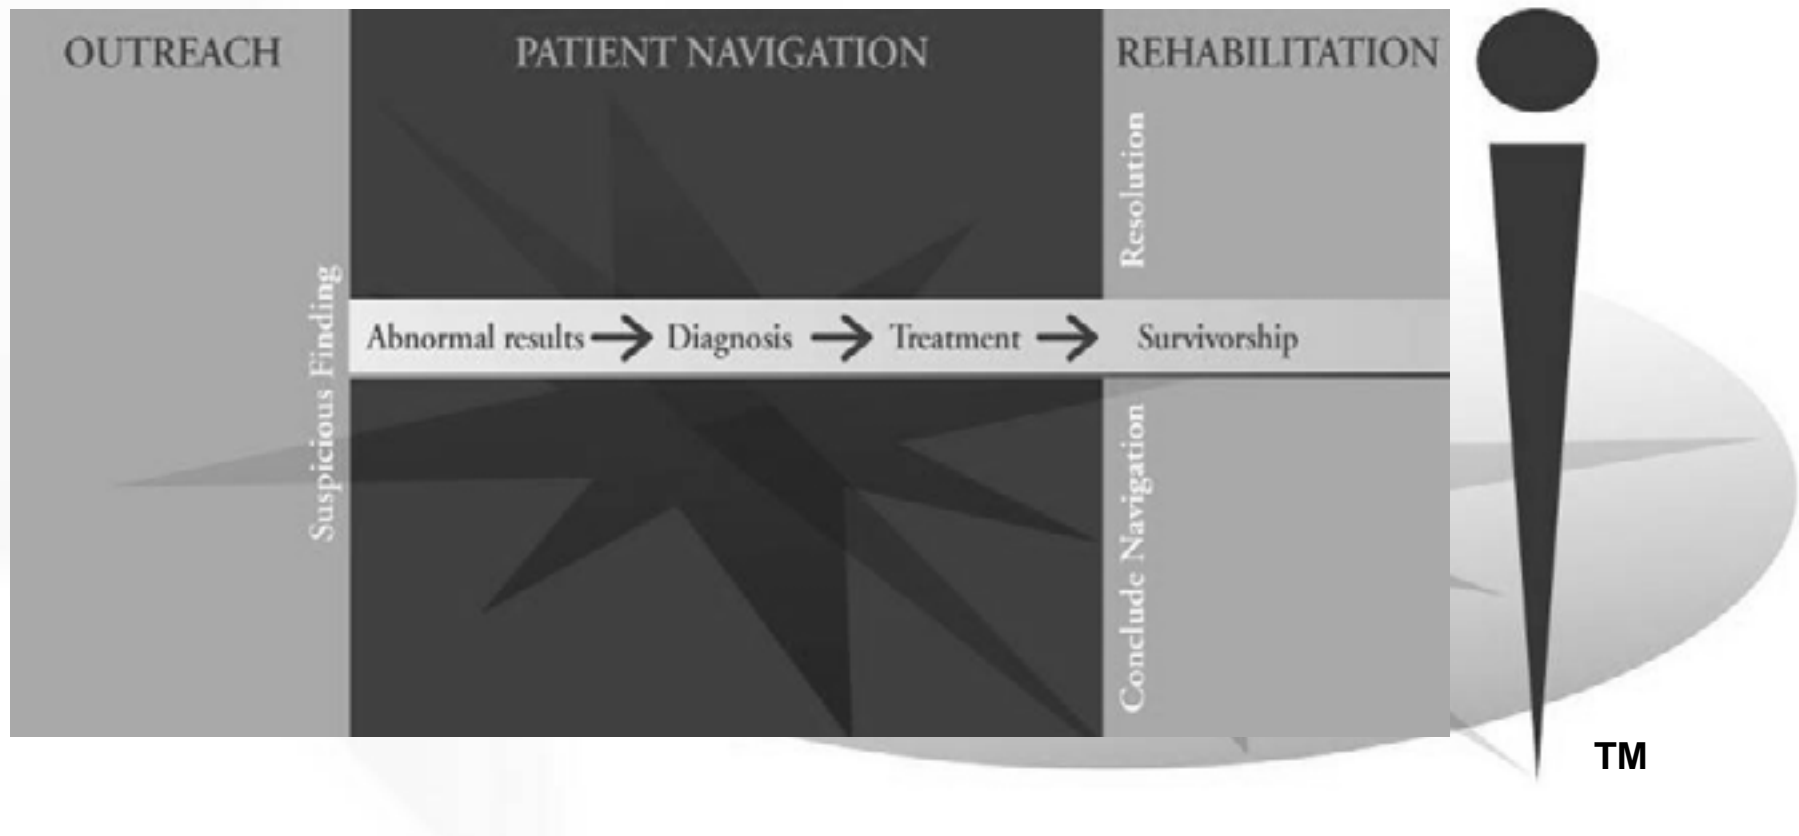 OUTREACH
PATIENT NAVIGATION
REHABILITATION
Suspicious Finding
Abnormal results → Diagnosis → Treatment → Survivorship
Resolution
Conclude Navigation
TM